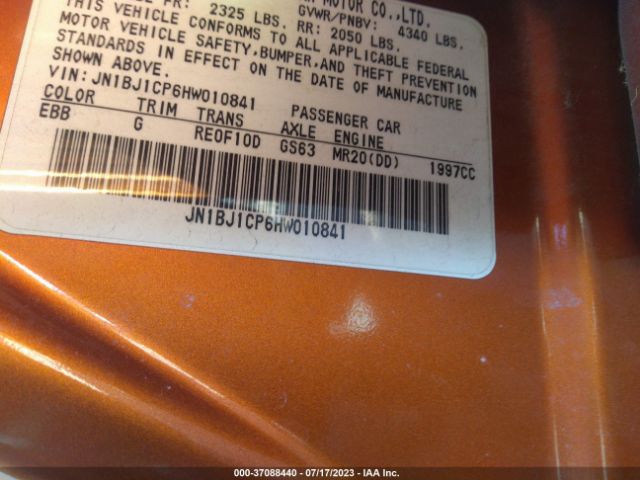 MOTOR CO.,LTD.
FR: 2325 LBS. RR: 2050 LBS. GVWR/PNBV: 4340 LBS.
THIS VEHICLE CONFORMS TO ALL APPLICABLE FEDERAL
MOTOR VEHICLE SAFETY,BUMPER,AND THEFT PREVENTION
STANDARDS IN EFFECT ON THE DATE OF MANUFACTURE
SHOWN ABOVE.
VIN: JN1BJ1CP6HW010841 PASSENGER CAR
COLOR TRIM TRANS AXLE ENGINE
EBB G RE0F10D GS63 MR20(DD) 1997CC
JN1BJ1CP6HW010841
000-37088440 - 07/17/2023 - IAA Inc.